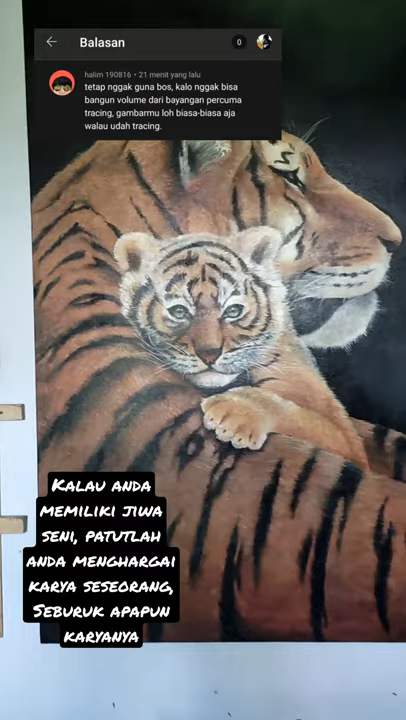 Balasan
0
halim 190816 • 21 menit yang lalu
tetap nggak guna bos, kalo nggak bisa
bangun volume dari bayangan percuma
tracing, gambarmu loh biasa-biasa aja
walau udah tracing.
KALAU ANDA
MEMILIKI JIWA
SENI, PATUTLAH
ANDA MENGHARGAI
KARYA SESEORANG,
SEBURUK APAPUN
KARYANYA